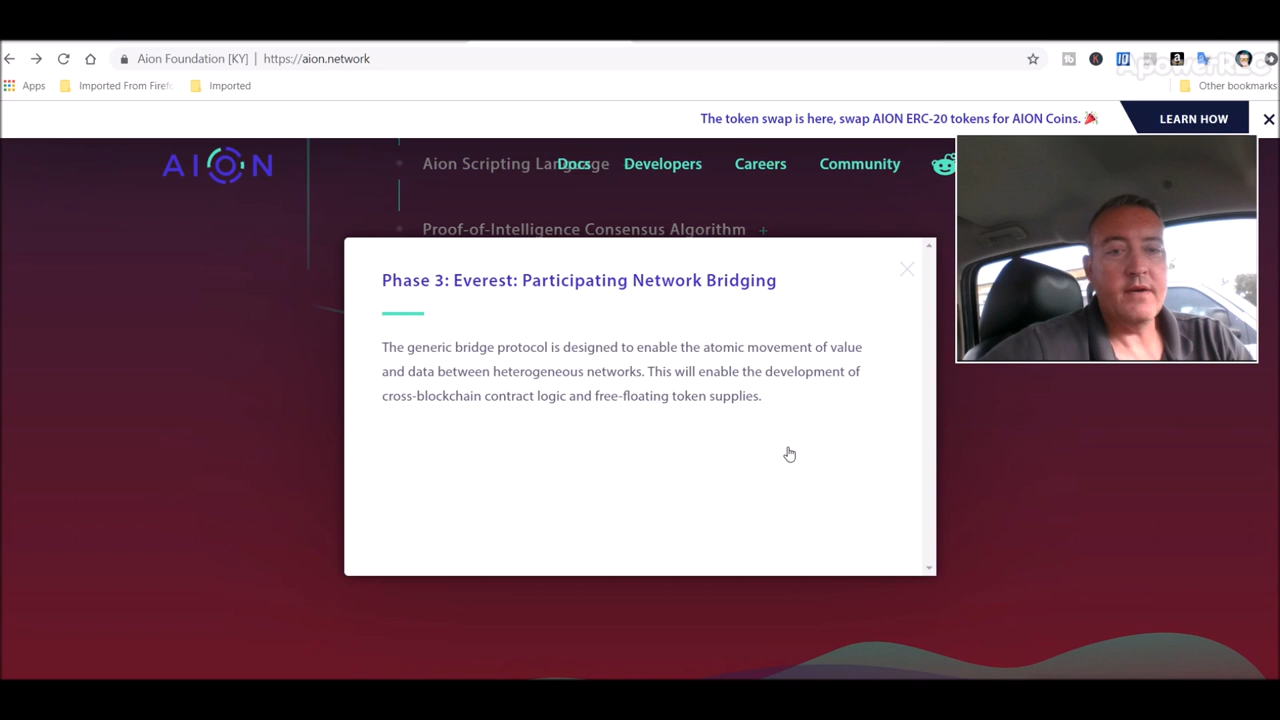 Aion Foundation [KY] | https://aion.network
ApowerREC
Apps Imported From Firefo Imported Other bookmarks
The token swap is here, swap AION ERC-20 tokens for AION Coins. 🎉 LEARN HOW
AION
Aion Scripting Language
Docs Developers Careers Community
Proof-of-Intelligence Consensus Algorithm +
Phase 3: Everest: Participating Network Bridging
The generic bridge protocol is designed to enable the atomic movement of value
and data between heterogeneous networks. This will enable the development of
cross-blockchain contract logic and free-floating token supplies.